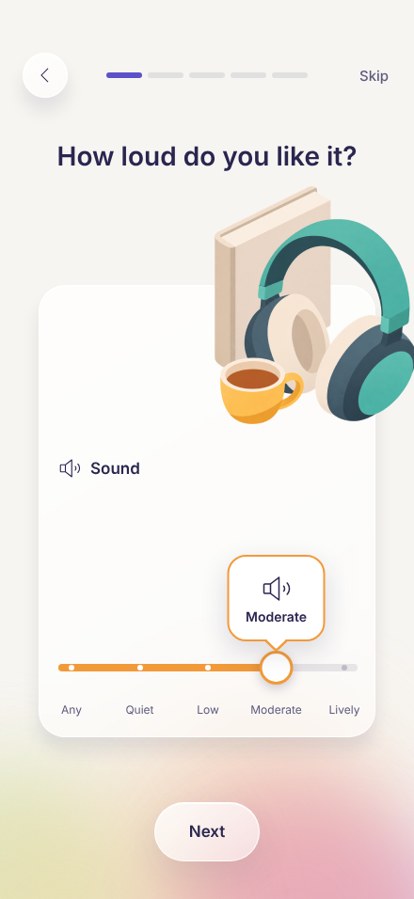 Skip
How loud do you like it?
Sound
Moderate
Any Quiet Low Moderate Lively
Next